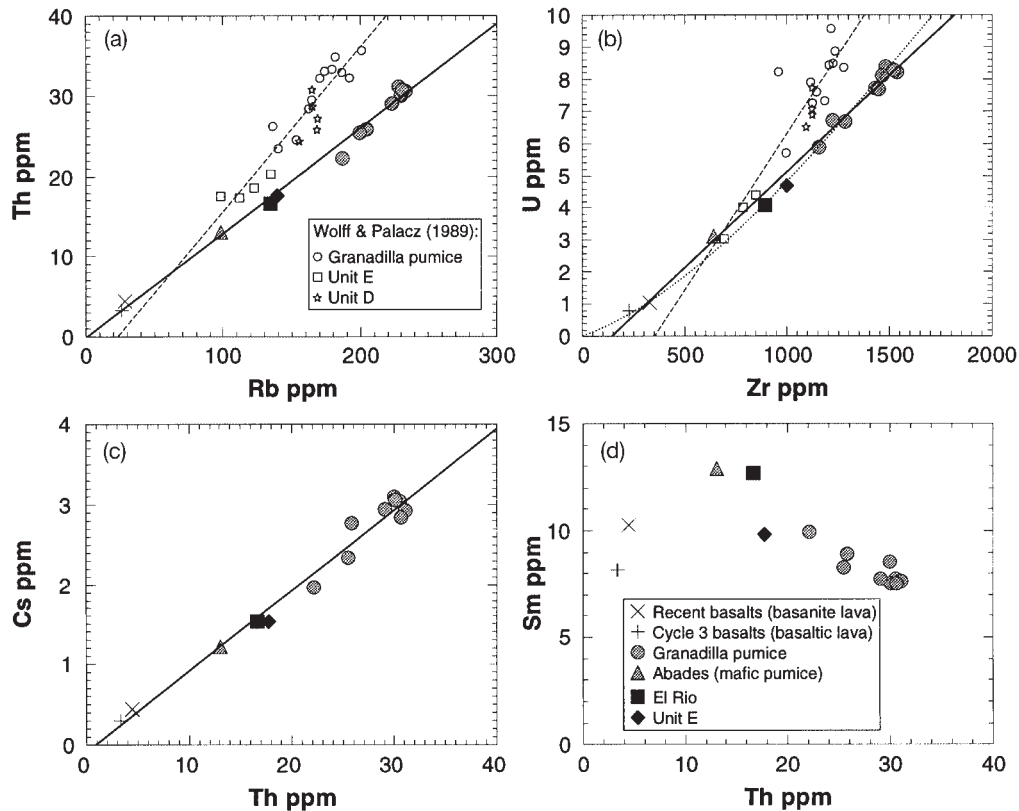 (a)
Th ppm
40
30
20
10
0
0 100 200 300
Rb ppm
Wolff & Palacz (1989):
Granadilla pumice
Unit E
Unit D
(b)
U ppm
10
9
8
7
6
5
4
3
2
1
0
0 500 1000 1500 2000
Zr ppm
(c)
Cs ppm
4
3
2
1
0
0 10 20 30 40
Th ppm
(d)
Sm ppm
15
10
5
0
0 10 20 30 40
Th ppm
Recent basalts (basanite lava)
Cycle 3 basalts (basaltic lava)
Granadilla pumice
Abades (mafic pumice)
El Rio
Unit E